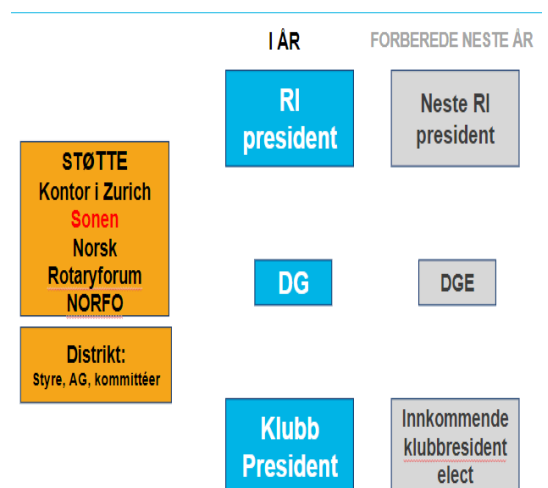 I ÅR
FORBEREDE NESTE ÅR
RI
president
Neste RI
president
STØTTE
Kontor i Zurich
Sonen
Norsk
Rotaryforum
NORFO
DG
DGE
Distrikt:
Styre, AG, kommittéer
Klubb
President
Innkommende
klubbresident
elect